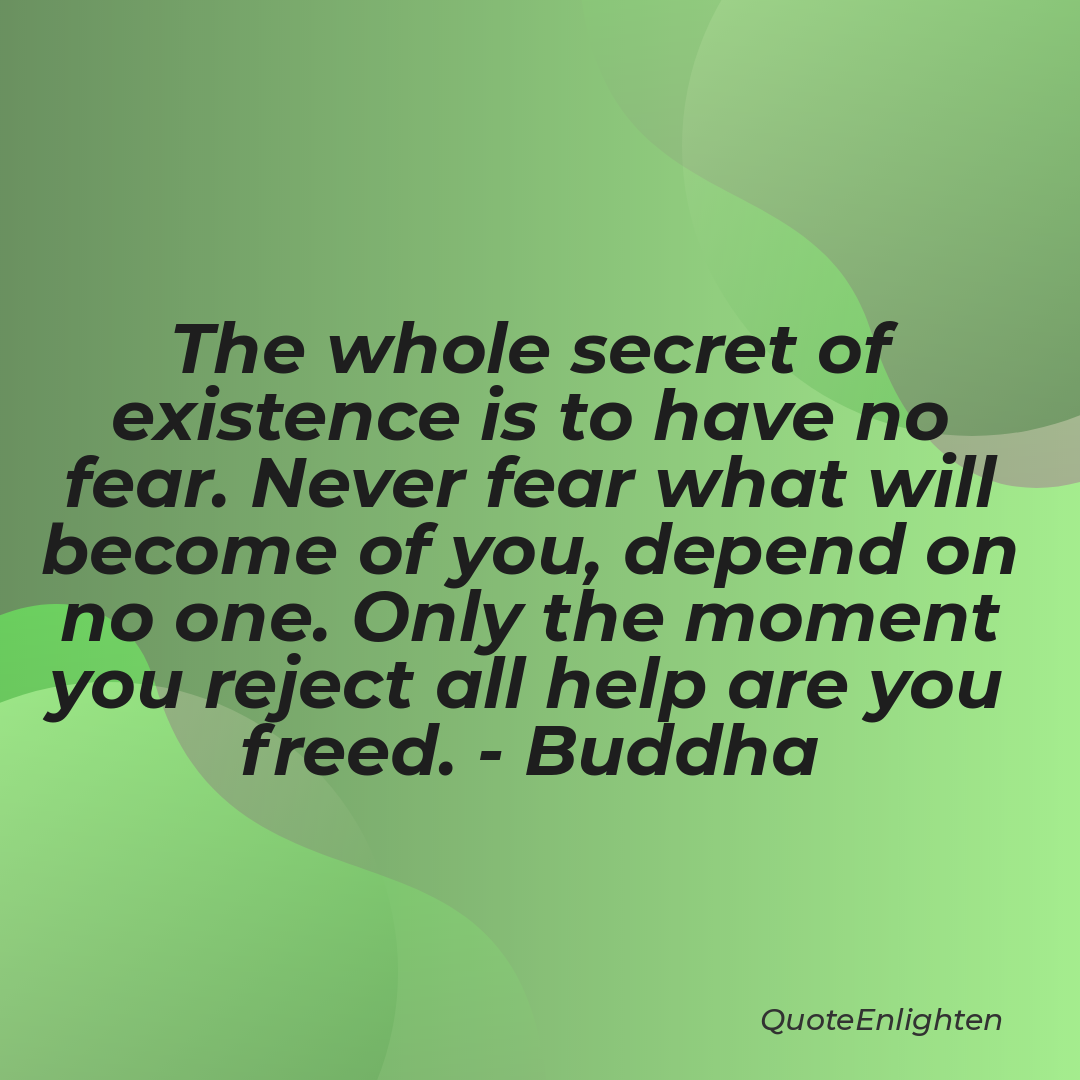 The whole secret of
existence is to have no
fear. Never fear what will
become of you, depend on
no one. Only the moment
you reject all help are you
freed. - Buddha
QuoteEnlighten